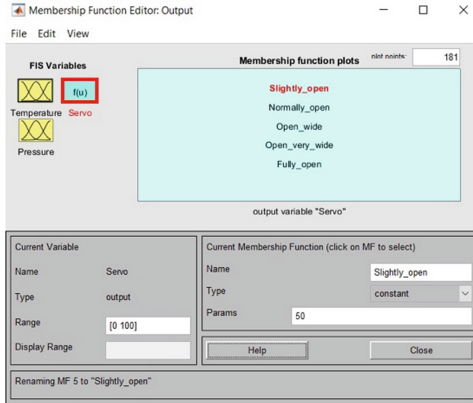 Membership Function Editor: Output
File Edit View
FIS Variables
f(u)
Temperature Servo
Pressure
Membership function plots plot points: 181
Slightly_open
Normally_open
Open_wide
Open_very_wide
Fully_open
output variable "Servo"
Current Variable
Name Servo
Type output
Range [0 100]
Display Range
Current Membership Function (click on MF to select)
Name Slightly_open
Type constant
Params 50
Help Close
Renaming MF 5 to "Slightly_open"